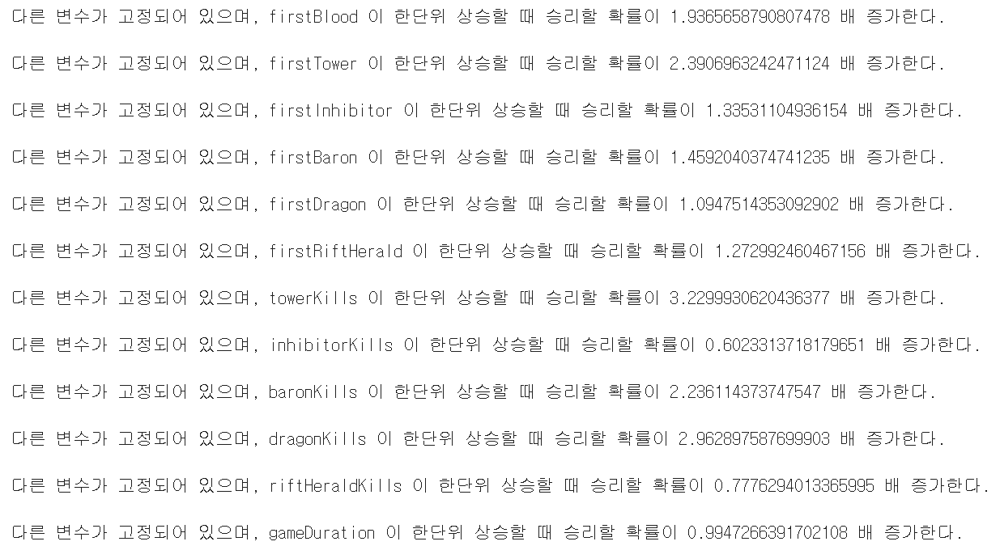 다른 변수가 고정되어 있으며, firstBlood 이 한단위 상승할 때 승리할 확률이 1.9365658790807478 배 증가한다.
다른 변수가 고정되어 있으며, firstTower 이 한단위 상승할 때 승리할 확률이 2.3906963242471124 배 증가한다.
다른 변수가 고정되어 있으며, firstInhibitor 이 한단위 상승할 때 승리할 확률이 1.33531104936154 배 증가한다.
다른 변수가 고정되어 있으며, firstBaron 이 한단위 상승할 때 승리할 확률이 1.4592040374741235 배 증가한다.
다른 변수가 고정되어 있으며, firstDragon 이 한단위 상승할 때 승리할 확률이 1.0947514353092902 배 증가한다.
다른 변수가 고정되어 있으며, firstRiftHerald 이 한단위 상승할 때 승리할 확률이 1.272992460467156 배 증가한다.
다른 변수가 고정되어 있으며, towerKills 이 한단위 상승할 때 승리할 확률이 3.2299930620436377 배 증가한다.
다른 변수가 고정되어 있으며, inhibitorKills 이 한단위 상승할 때 승리할 확률이 0.6023313718179651 배 증가한다.
다른 변수가 고정되어 있으며, baronKills 이 한단위 상승할 때 승리할 확률이 2.236114373747547 배 증가한다.
다른 변수가 고정되어 있으며, dragonKills 이 한단위 상승할 때 승리할 확률이 2.962897587699903 배 증가한다.
다른 변수가 고정되어 있으며, riftHeraldKills 이 한단위 상승할 때 승리할 확률이 0.7776294013365995 배 증가한다.
다른 변수가 고정되어 있으며, gameDuration 이 한단위 상승할 때 승리할 확률이 0.9947266391702108 배 증가한다.